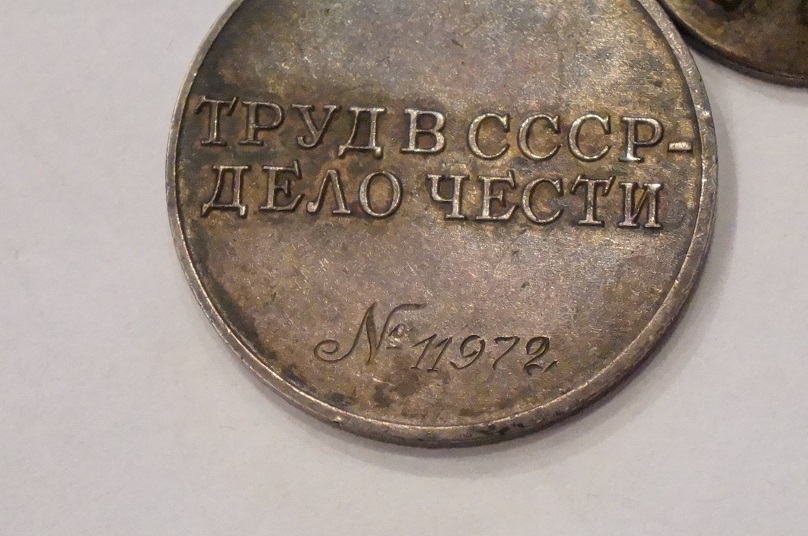 ТРУД В СССР-
ДЕЛО ЧЕСТИ
№ 11972